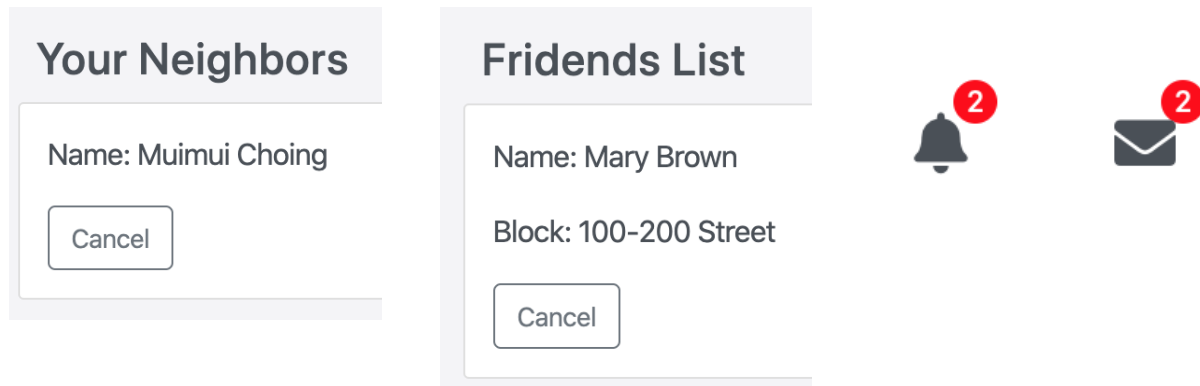 Your Neighbors
Name: Muimui Choing
Cancel
Fridends List
Name: Mary Brown
Block: 100-200 Street
Cancel
2
2